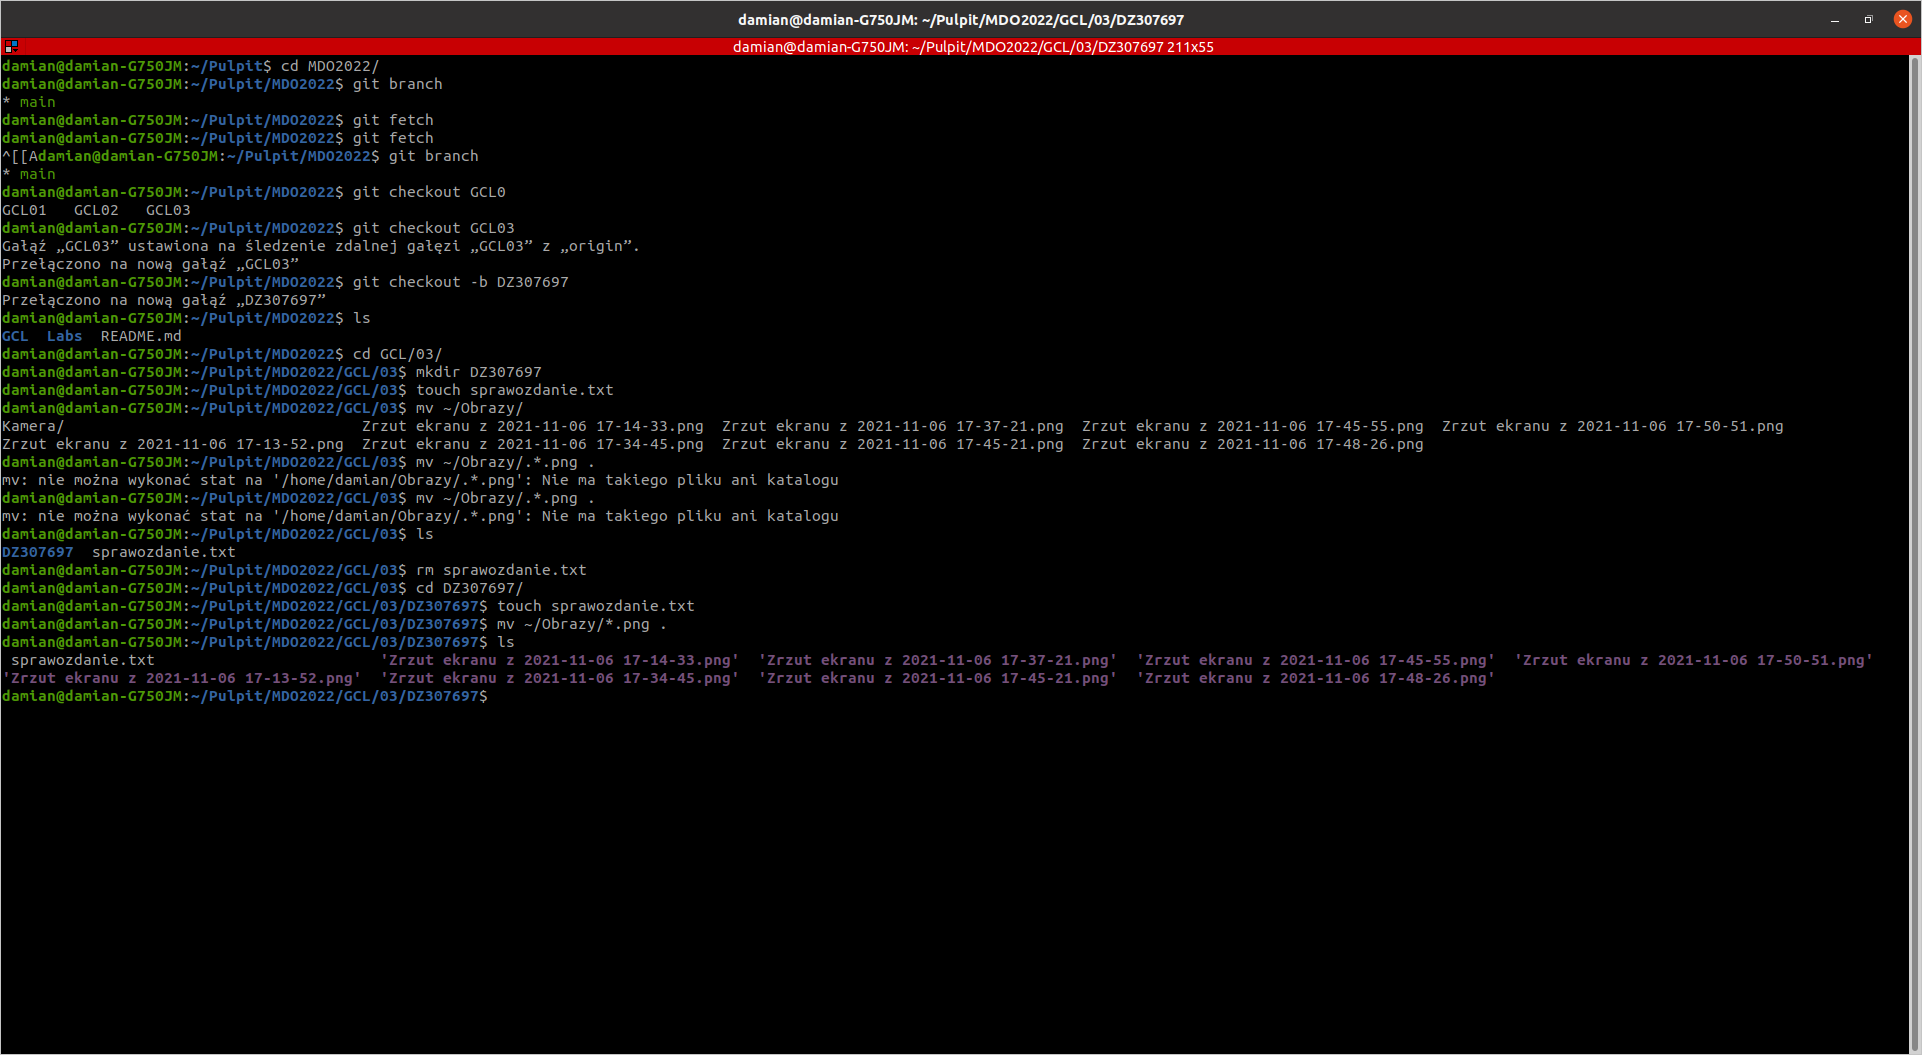 damian@damian-G750JM: ~/Pulpit/MDO2022/GCL/03/DZ307697
damian@damian-G750JM: ~/Pulpit/MDO2022/GCL/03/DZ307697 211x55
damian@damian-G750JM:~/Pulpit$ cd MDO2022/
damian@damian-G750JM:~/Pulpit/MDO2022$ git branch
* main
damian@damian-G750JM:~/Pulpit/MDO2022$ git fetch
damian@damian-G750JM:~/Pulpit/MDO2022$ git fetch
^[[Adamian@damian-G750JM:~/Pulpit/MDO2022$ git branch
* main
damian@damian-G750JM:~/Pulpit/MDO2022$ git checkout GCL0
GCL01   GCL02   GCL03
damian@damian-G750JM:~/Pulpit/MDO2022$ git checkout GCL03
Gałąź „GCL03” ustawiona na śledzenie zdalnej gałęzi „GCL03” z „origin”.
Przełączono na nową gałąź „GCL03”
damian@damian-G750JM:~/Pulpit/MDO2022$ git checkout -b DZ307697
Przełączono na nową gałąź „DZ307697”
damian@damian-G750JM:~/Pulpit/MDO2022$ ls
GCL  Labs  README.md
damian@damian-G750JM:~/Pulpit/MDO2022$ cd GCL/03/
damian@damian-G750JM:~/Pulpit/MDO2022/GCL/03$ mkdir DZ307697
damian@damian-G750JM:~/Pulpit/MDO2022/GCL/03$ touch sprawozdanie.txt
damian@damian-G750JM:~/Pulpit/MDO2022/GCL/03$ mv ~/Obrazy/
Kamera/                                 Zrzut ekranu z 2021-11-06 17-14-33.png  Zrzut ekranu z 2021-11-06 17-37-21.png  Zrzut ekranu z 2021-11-06 17-45-55.png  Zrzut ekranu z 2021-11-06 17-50-51.png
Zrzut ekranu z 2021-11-06 17-13-52.png  Zrzut ekranu z 2021-11-06 17-34-45.png  Zrzut ekranu z 2021-11-06 17-45-21.png  Zrzut ekranu z 2021-11-06 17-48-26.png
damian@damian-G750JM:~/Pulpit/MDO2022/GCL/03$ mv ~/Obrazy/.*.png .
mv: nie można wykonać stat na '/home/damian/Obrazy/.*.png': Nie ma takiego pliku ani katalogu
damian@damian-G750JM:~/Pulpit/MDO2022/GCL/03$ mv ~/Obrazy/.*.png .
mv: nie można wykonać stat na '/home/damian/Obrazy/.*.png': Nie ma takiego pliku ani katalogu
damian@damian-G750JM:~/Pulpit/MDO2022/GCL/03$ ls
DZ307697  sprawozdanie.txt
damian@damian-G750JM:~/Pulpit/MDO2022/GCL/03$ rm sprawozdanie.txt
damian@damian-G750JM:~/Pulpit/MDO2022/GCL/03$ cd DZ307697/
damian@damian-G750JM:~/Pulpit/MDO2022/GCL/03/DZ307697$ touch sprawozdanie.txt
damian@damian-G750JM:~/Pulpit/MDO2022/GCL/03/DZ307697$ mv ~/Obrazy/*.png .
damian@damian-G750JM:~/Pulpit/MDO2022/GCL/03/DZ307697$ ls
 sprawozdanie.txt                         'Zrzut ekranu z 2021-11-06 17-14-33.png'  'Zrzut ekranu z 2021-11-06 17-37-21.png'  'Zrzut ekranu z 2021-11-06 17-45-55.png'  'Zrzut ekranu z 2021-11-06 17-50-51.png'
'Zrzut ekranu z 2021-11-06 17-13-52.png'  'Zrzut ekranu z 2021-11-06 17-34-45.png'  'Zrzut ekranu z 2021-11-06 17-45-21.png'  'Zrzut ekranu z 2021-11-06 17-48-26.png'
damian@damian-G750JM:~/Pulpit/MDO2022/GCL/03/DZ307697$